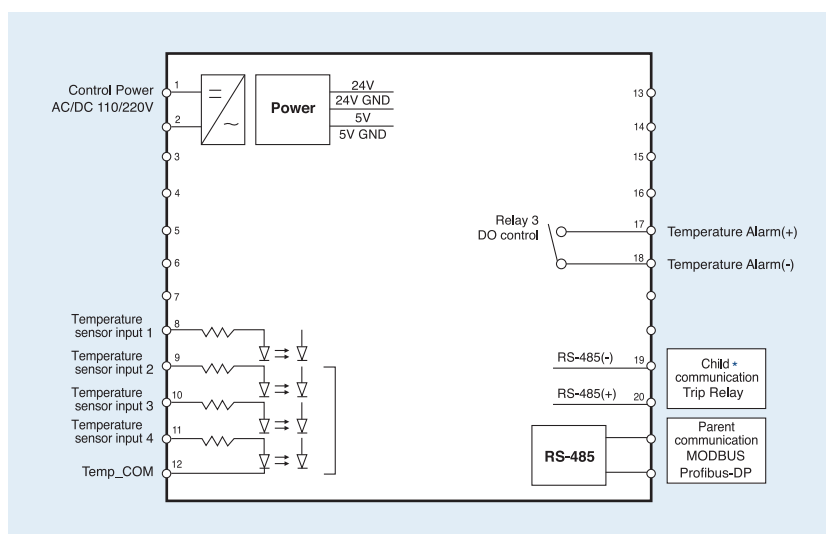 Control Power
AC/DC 110/220V
1
2
3
4
5
6
7
Power
24V
24V GND
5V
5V GND
Temperature
sensor input 1
8
Temperature
sensor input 2
9
Temperature
sensor input 3
10
Temperature
sensor input 4
11
Temp_COM
12
13
14
15
16
Relay 3
DO control
17
Temperature Alarm(+)
18
Temperature Alarm(-)
RS-485(-)
19
RS-485(+)
20
Child *
communication
Trip Relay
RS-485
Parent
communication
MODBUS
Profibus-DP